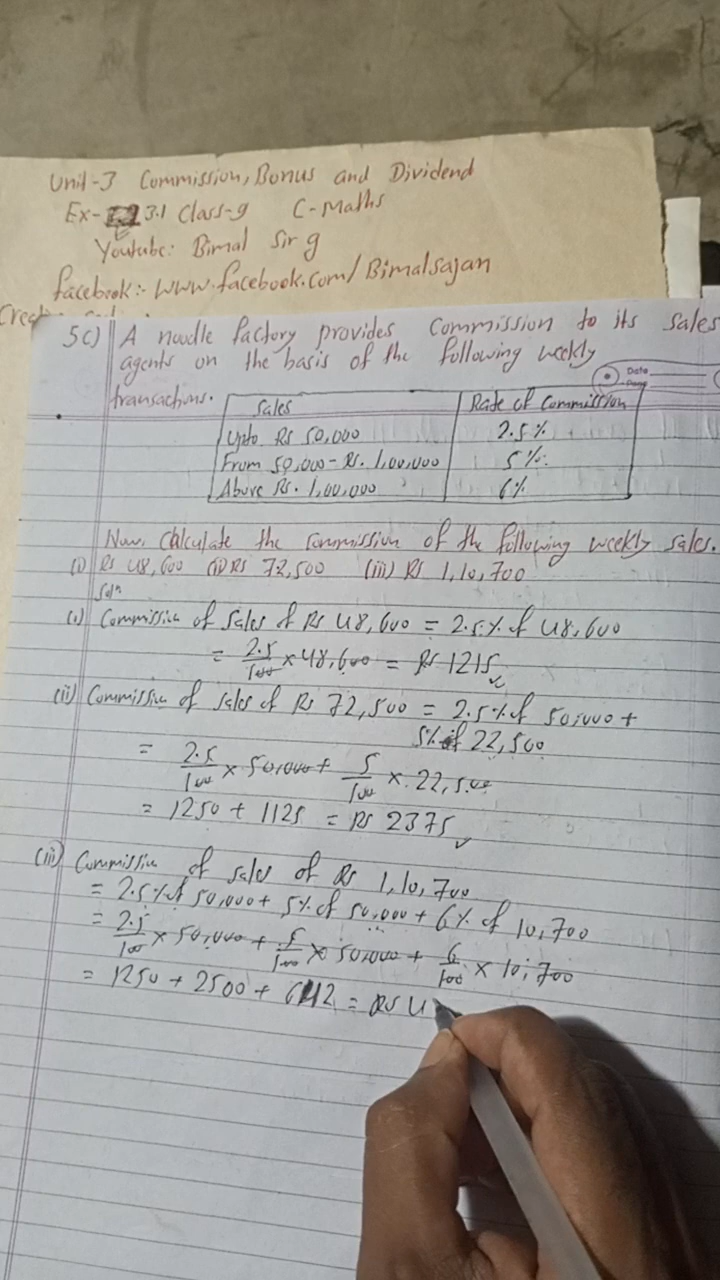 Unit-3 Commission, Bonus and Dividend
Ex- 3.1 Class-9 C-Maths
Youtube: Bimal Sir g
facebook:- www.facebook.com/Bimalsajan
5c) A noodle factory provides commission to its sales
agents on the basis of the following weekly
transactions.
Date
Sales Rate of Commission
Upto Rs 50,000 2.5%
From 50,000 - Rs. 1,00,000 5%.
Above Rs. 1,00,000 6%
Now, Calculate the commission of the following weekly sales.
(i) Rs 48,600 (ii) Rs 72,500 (iii) Rs 1,10,700
Solⁿ
(i) Commission of sales of Rs 48,600 = 2.5% of 48,600
= 2.5/100 × 48,600 = Rs 1215
(ii) Commission of sales of Rs 72,500 = 2.5% of 50,000 +
5% of 22,500
= 2.5/100 × 50,000 + 5/100 × 22,500
= 1250 + 1125 = Rs 2375
(iii) Commission of sales of Rs 1,10,700
= 2.5% of 50,000 + 5% of 50,000 + 6% of 10,700
= 2.5/100 × 50,000 + 5/100 × 50,000 + 6/100 × 10,700
= 1250 + 2500 + 642 = Rs 4